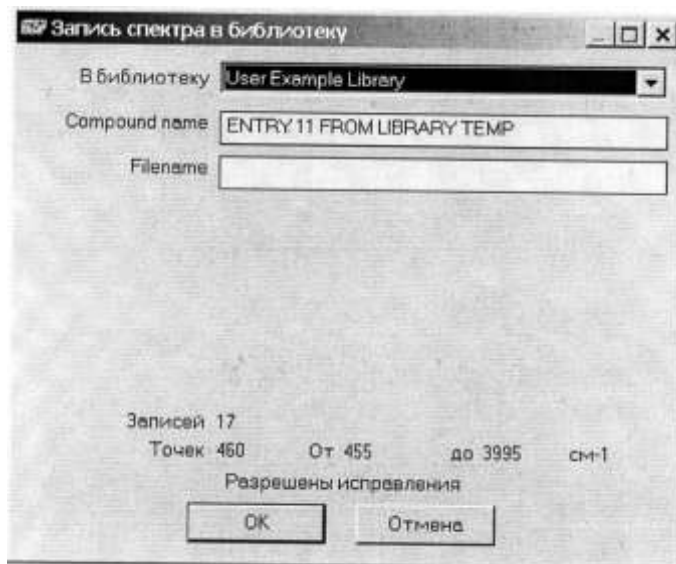 Запись спектра в библиотеку
В библиотеку User Example Library
Compound name ENTRY 11 FROM LIBRARY TEMP
Filename
Записей 17
Точек 460 От 455 до 3995 см-1
Разрешены исправления
OK Отмена